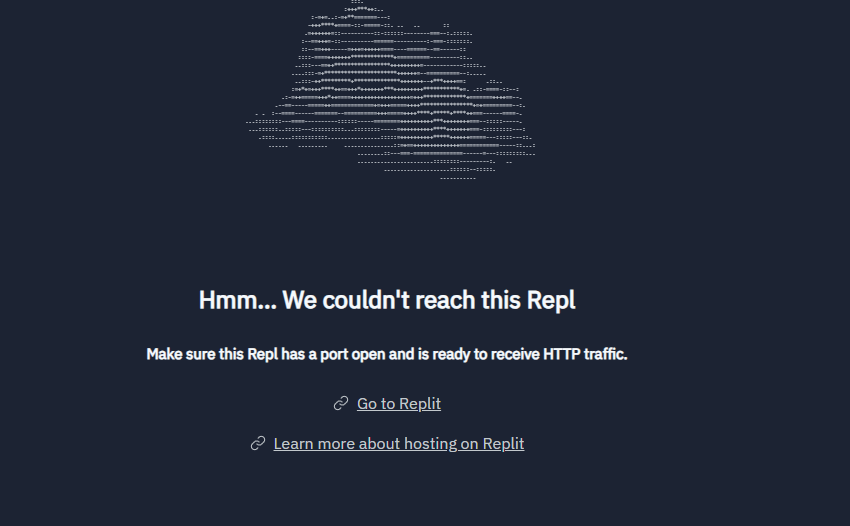 Hmm... We couldn't reach this Repl
Make sure this Repl has a port open and is ready to receive HTTP traffic.
Go to Replit
Learn more about hosting on Replit